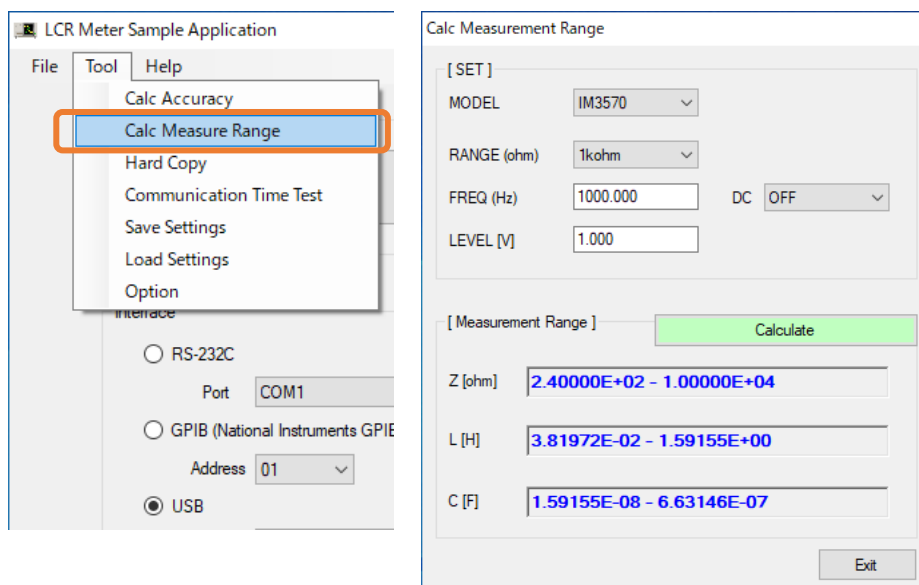 LCR Meter Sample Application
File Tool Help
Calc Accuracy
Calc Measure Range
Hard Copy
Communication Time Test
Save Settings
Load Settings
Option
Interface
RS-232C
Port COM1
GPIB (National Instruments GPIB
Address 01
USB
Calc Measurement Range
[ SET ]
MODEL IM3570
RANGE (ohm) 1kohm
FREQ (Hz) 1000.000 DC OFF
LEVEL [V] 1.000
[ Measurement Range ] Calculate
Z [ohm] 2.40000E+02 - 1.00000E+04
L [H] 3.81972E-02 - 1.59155E+00
C [F] 1.59155E-08 - 6.63146E-07
Exit